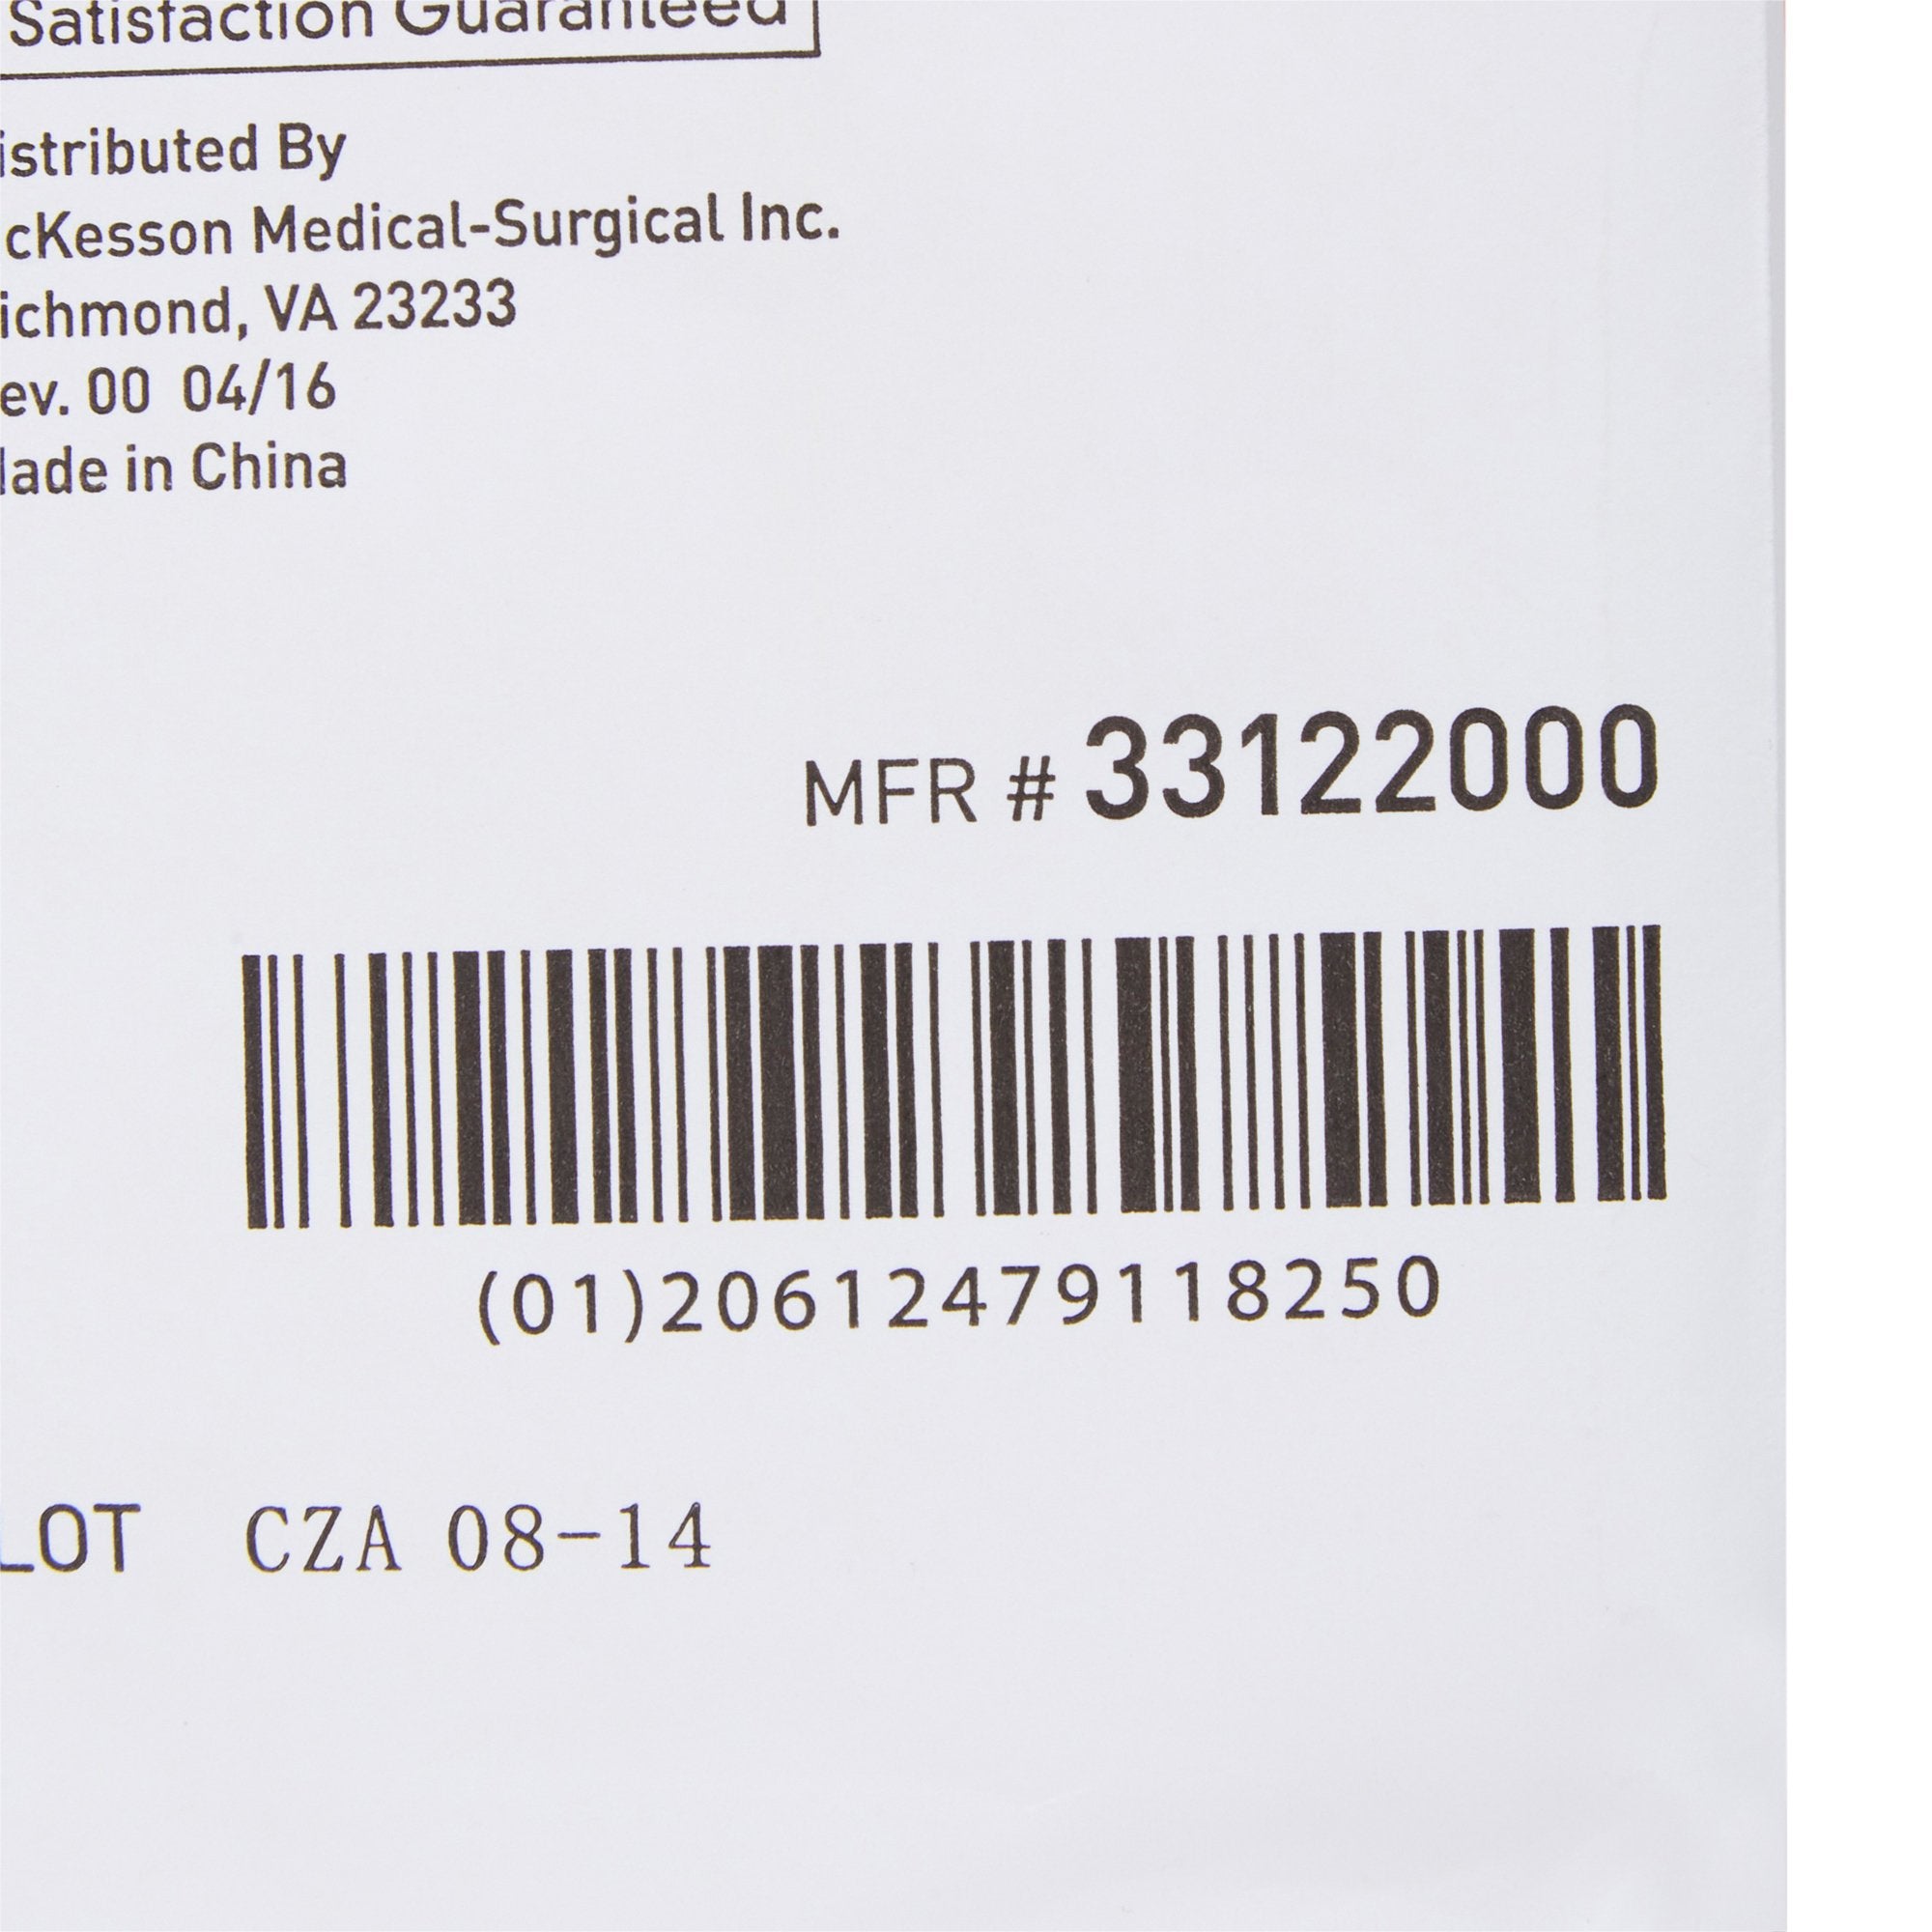 Satisfaction Guaranteed
istributed By
cKesson Medical-Surgical Inc.
ichmond, VA 23233
ev. 00 04/16
ade in China
MFR # 33122000
(01)20612479118250
LOT CZA 08-14